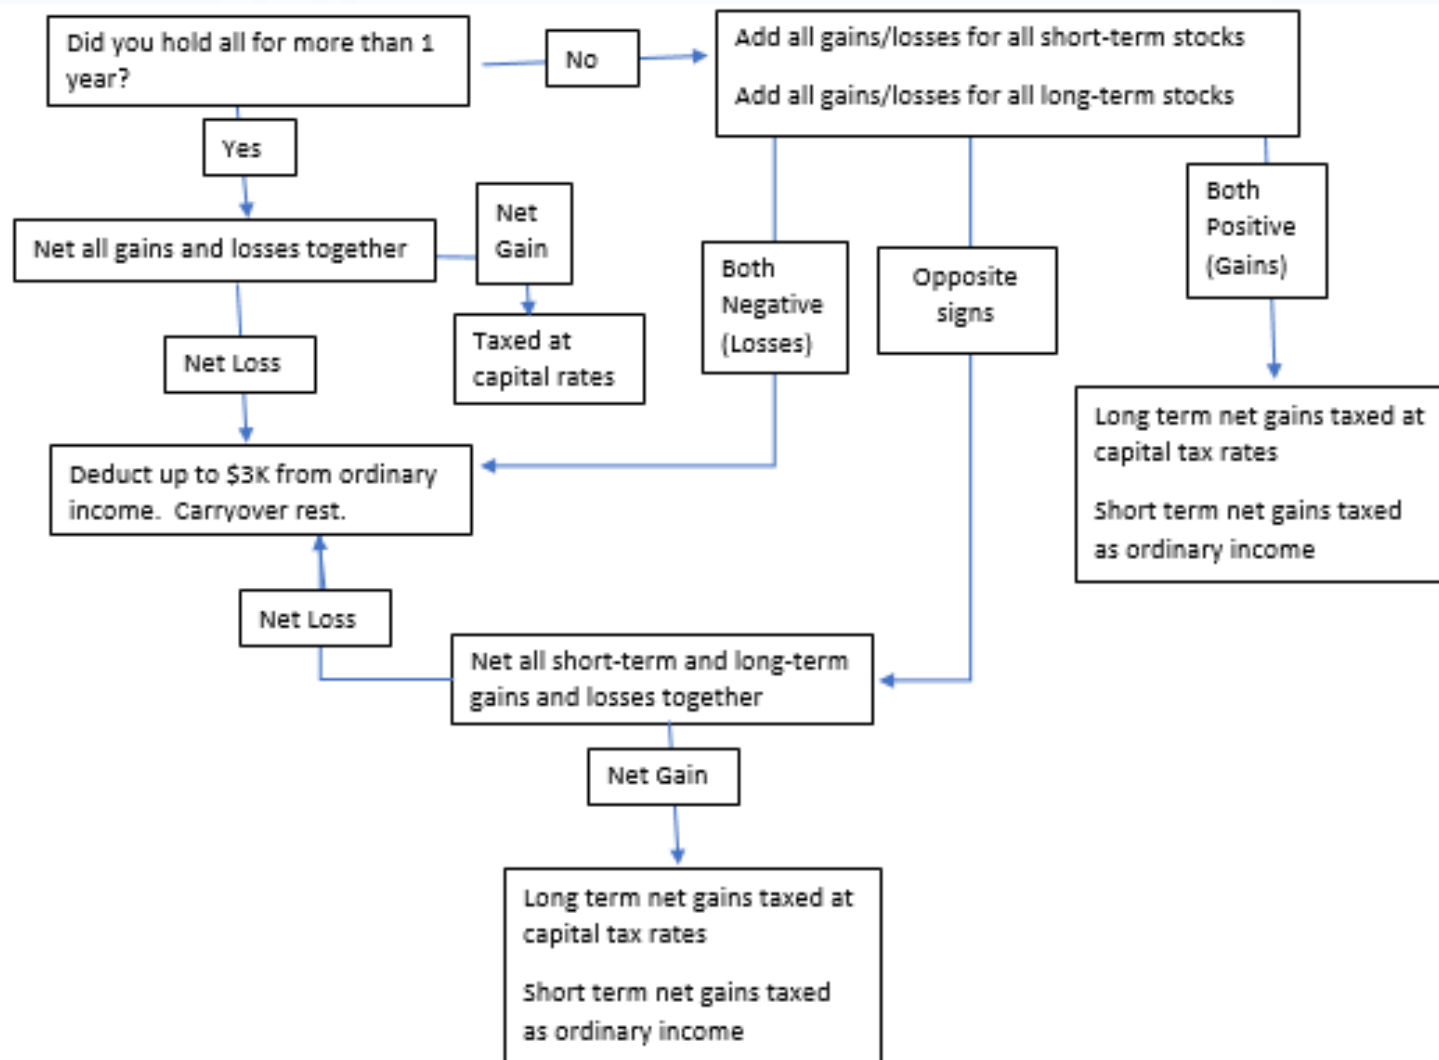 Did you hold all for more than 1
year?
No
Add all gains/losses for all short-term stocks
Add all gains/losses for all long-term stocks
Yes
Net all gains and losses together
Net
Gain
Taxed at
capital rates
Net Loss
Both
Negative
(Losses)
Opposite
signs
Both
Positive
(Gains)
Long term net gains taxed at
capital tax rates
Short term net gains taxed
as ordinary income
Deduct up to $3K from ordinary
income.  Carryover rest.
Net Loss
Net all short-term and long-term
gains and losses together
Net Gain
Long term net gains taxed at
capital tax rates
Short term net gains taxed
as ordinary income